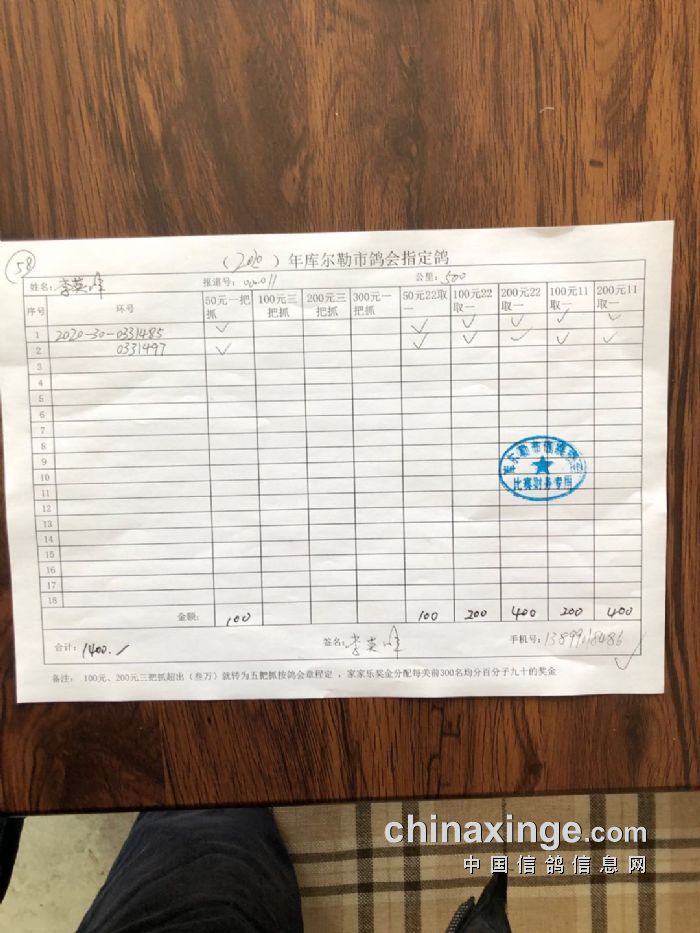 58
（2020）年库尔勒市鸽会指定鸽
姓名：李英峰 报道号： 公里：500
序号 环号 50元一把抓 100元三把抓 200元三把抓 300元一把抓 50元22取一 100元22取一 200元22取一 100元11取一 200元11取一
1 2020-30-0331485 ✓ ✓ ✓ ✓ ✓ ✓
2 0331497 ✓ ✓ ✓ ✓ ✓ ✓
3
4
5
6
7
8
9
10
11
12
13
14
15
16
17
18
金额： 100 100 200 400 200 400
合计：1400./ 签名：李英峰 手机号：
备注： 100元、200元三把抓超出（叁万）就转为五把抓按鸽会章程定，家家乐奖金分配每关前300名均分百分子九十的奖金
比赛财务专用
chinaxinge.com
中国信鸽信息网